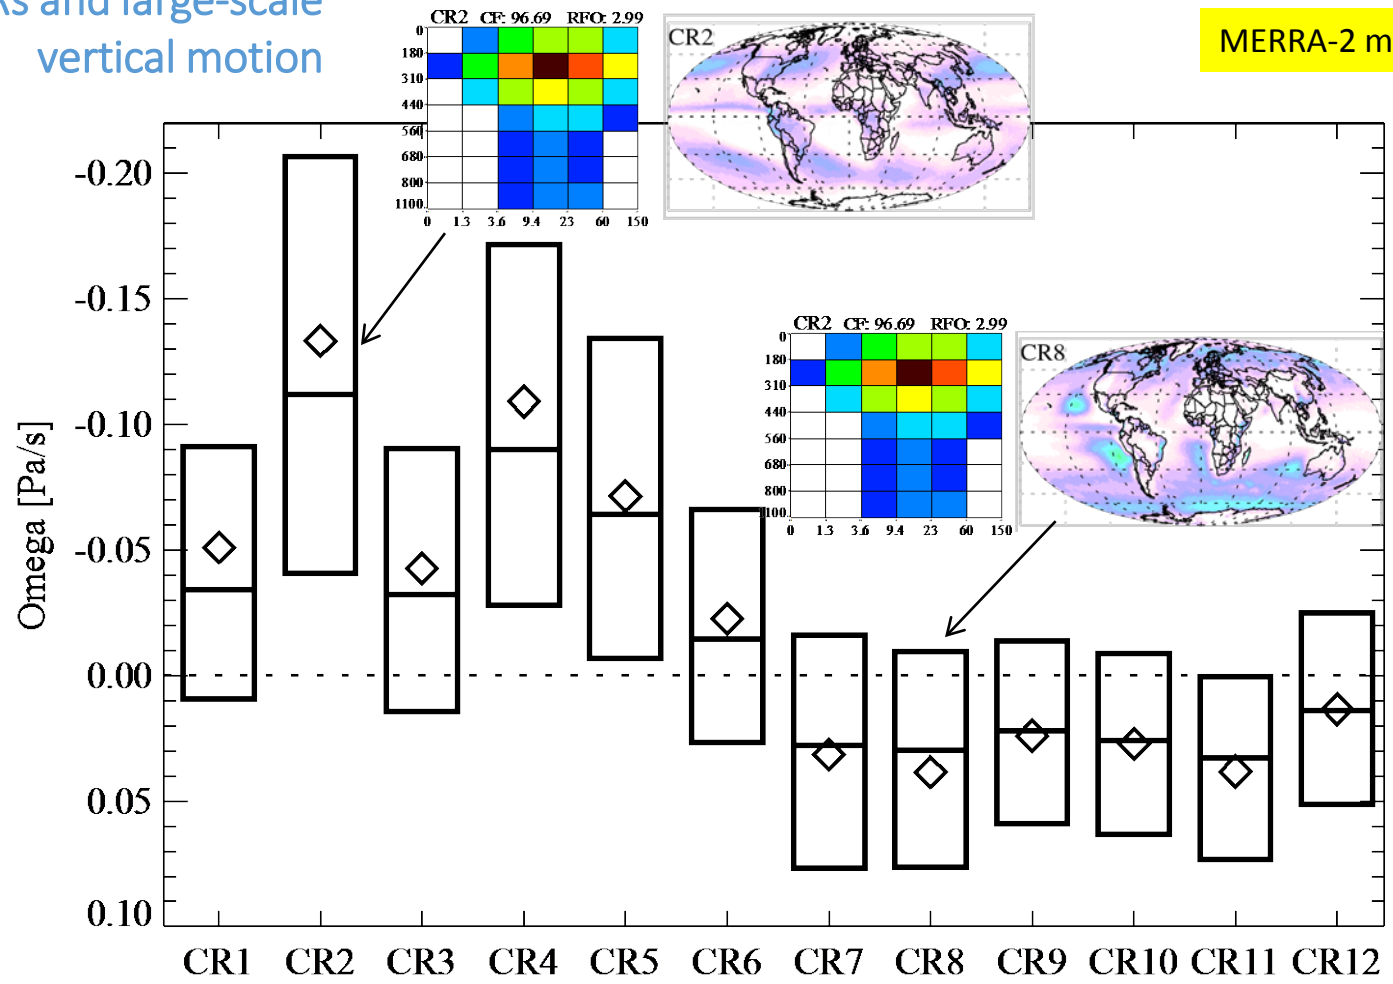 and large-scale
vertical motion
MERRA-2 m
CR2 CF: 96.69 RFO: 2.99
0
180
310
440
560
680
800
1100
0 1.3 3.6 9.4 23 60 150
CR2
CR2 CF: 96.69 RFO: 2.99
0
180
310
440
560
680
800
100
0 1.3 3.6 9.4 23 60 150
CR8
Omega [Pa/s]
-0.20
-0.15
-0.10
-0.05
0.00
0.05
0.10
CR1 CR2 CR3 CR4 CR5 CR6 CR7 CR8 CR9 CR10 CR11 CR12